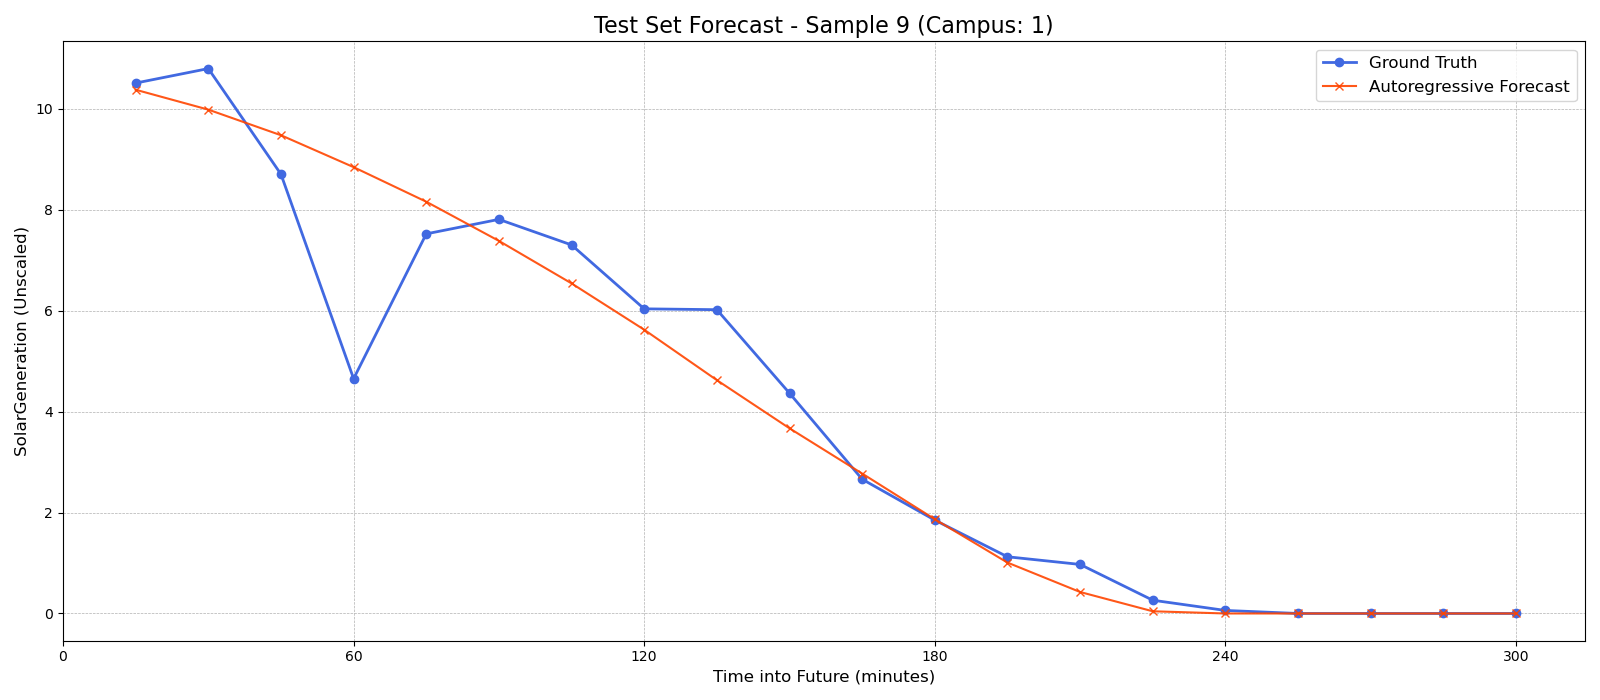 Test Set Forecast - Sample 9 (Campus: 1)
Ground Truth
Autoregressive Forecast
SolarGeneration (Unscaled)
10
8
6
4
2
0
0 60 120 180 240 300
Time into Future (minutes)